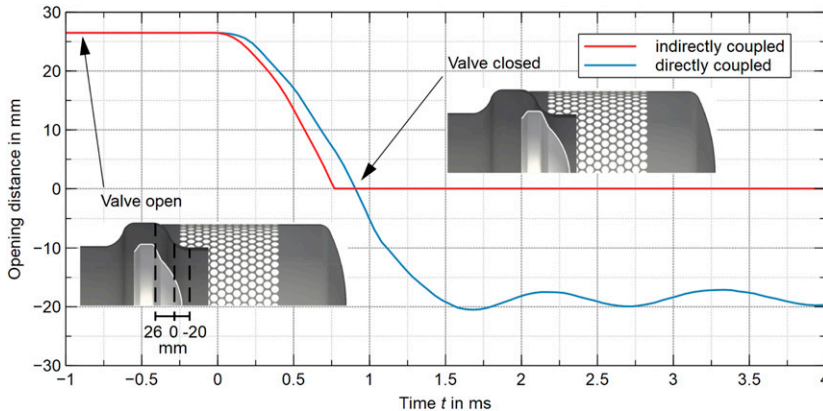 30
20
10
0
−10
−20
−30
Opening distance in mm
indirectly coupled
directly coupled
Valve closed
Valve open
26 0 -20
mm
−1 −0.5 0 0.5 1 1.5 2 2.5 3 3.5 4
Time t in ms